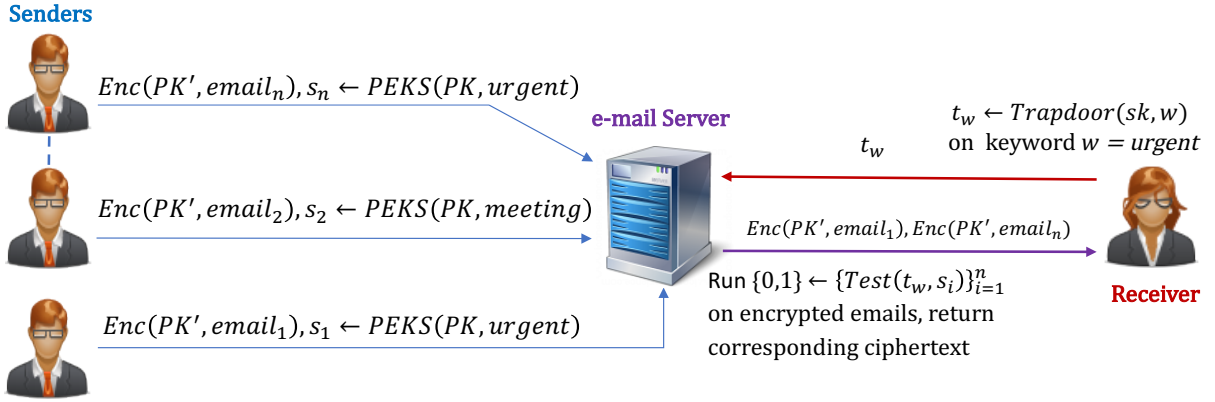 Senders
Enc(PK′, email_n), s_n ← PEKS(PK, urgent)
Enc(PK′, email_2), s_2 ← PEKS(PK, meeting)
Enc(PK′, email_1), s_1 ← PEKS(PK, urgent)
e-mail Server
t_w ← Trapdoor(sk, w)
on keyword w = urgent
t_w
Enc(PK′, email_1), Enc(PK′, email_n)
Receiver
Run {0,1} ← {Test(t_w, s_i)}_{i=1}^n
on encrypted emails, return
corresponding ciphertext